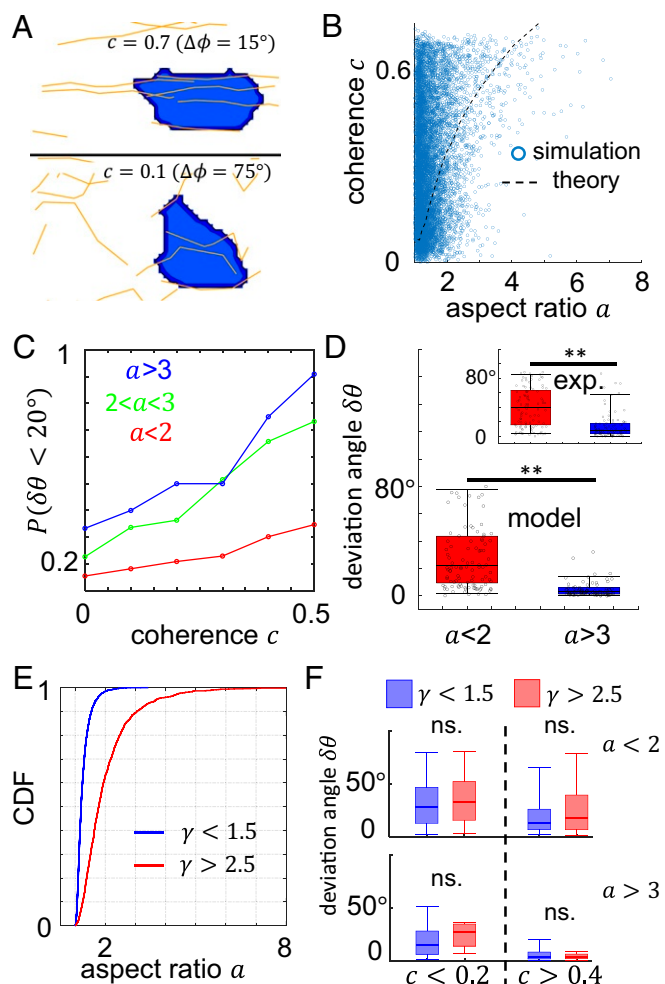 A
c = 0.7 (Δϕ = 15°)
c = 0.1 (Δϕ = 75°)
B
coherence c
0.6
0
simulation
theory
2 4 6 8
aspect ratio a
C
P(δθ < 20°)
1
0.2
a>3
2<a<3
a<2
0 0.5
coherence c
D
deviation angle δθ
**
exp.
80°
0
**
80°
model
0
a<2 a>3
E
CDF
1
0
γ < 1.5
γ > 2.5
2 8
aspect ratio a
F
γ < 1.5 γ > 2.5
deviation angle δθ
ns. ns.
a < 2
50°
0
ns. ns.
a > 3
50°
0
c < 0.2 c > 0.4